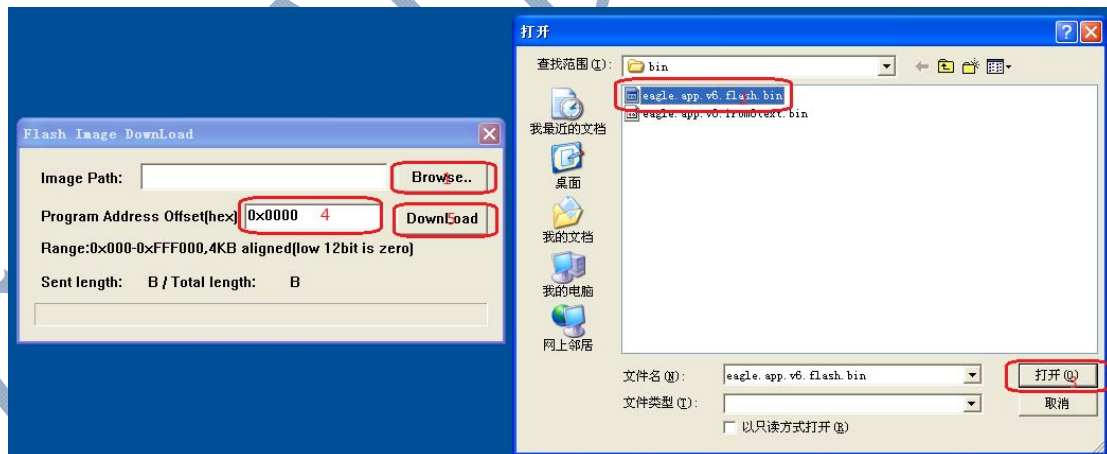 Flash Image DownLoad
Image Path:
Browse..
1
Program Address Offset(hex)
0x0000
4
DownLoad
5
Range:0x000-0xFFF000,4KB aligned(low 12bit is zero)
Sent length: B / Total length: B
打开
查找范围(I):
bin
eagle.app.v6.flash.bin
2
eagle.app.v6.irom0text.bin
我最近的文档
桌面
我的文档
我的电脑
网上邻居
文件名(N):
eagle.app.v6.flash.bin
打开(O)
3
文件类型(T):
取消
以只读方式打开(R)